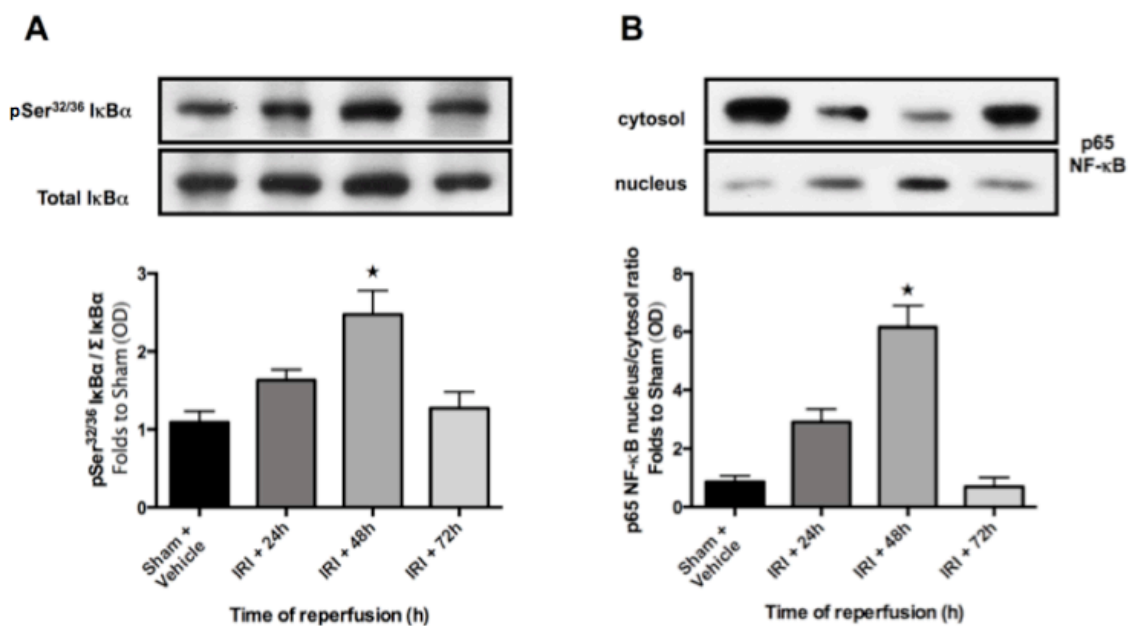 A
pSer32/36 IκBα
Total IκBα
pSer32/36 IκBα / Σ IκBα
Folds to Sham (OD)
3
2
1
0
★
Sham +
Vehicle
IRI + 24h
IRI + 48h
IRI + 72h
Time of reperfusion (h)
B
cytosol
nucleus
p65
NF-κB
p65 NF-κB nucleus/cytosol ratio
Folds to Sham (OD)
8
6
4
2
0
★
Sham +
Vehicle
IRI + 24h
IRI + 48h
IRI + 72h
Time of reperfusion (h)